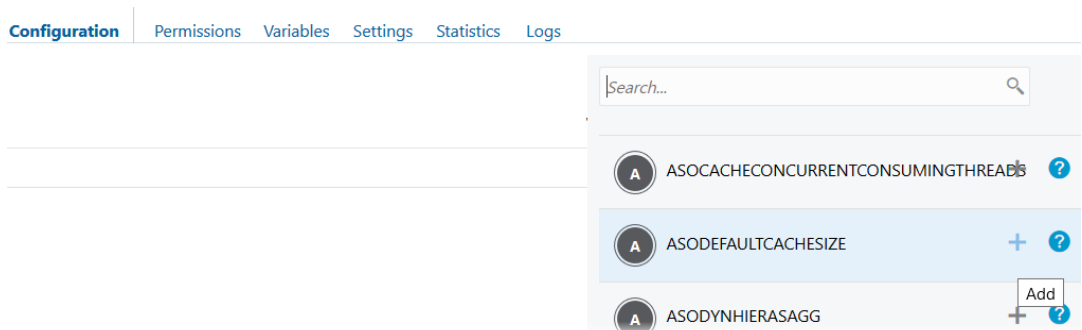 Configuration Permissions Variables Settings Statistics Logs
Search...
A ASOCACHECONCURRENTCONSUMINGTHREADS ?
A ASODEFAULTCACHESIZE ?
Add
A ASODYNHIERASAGG ?